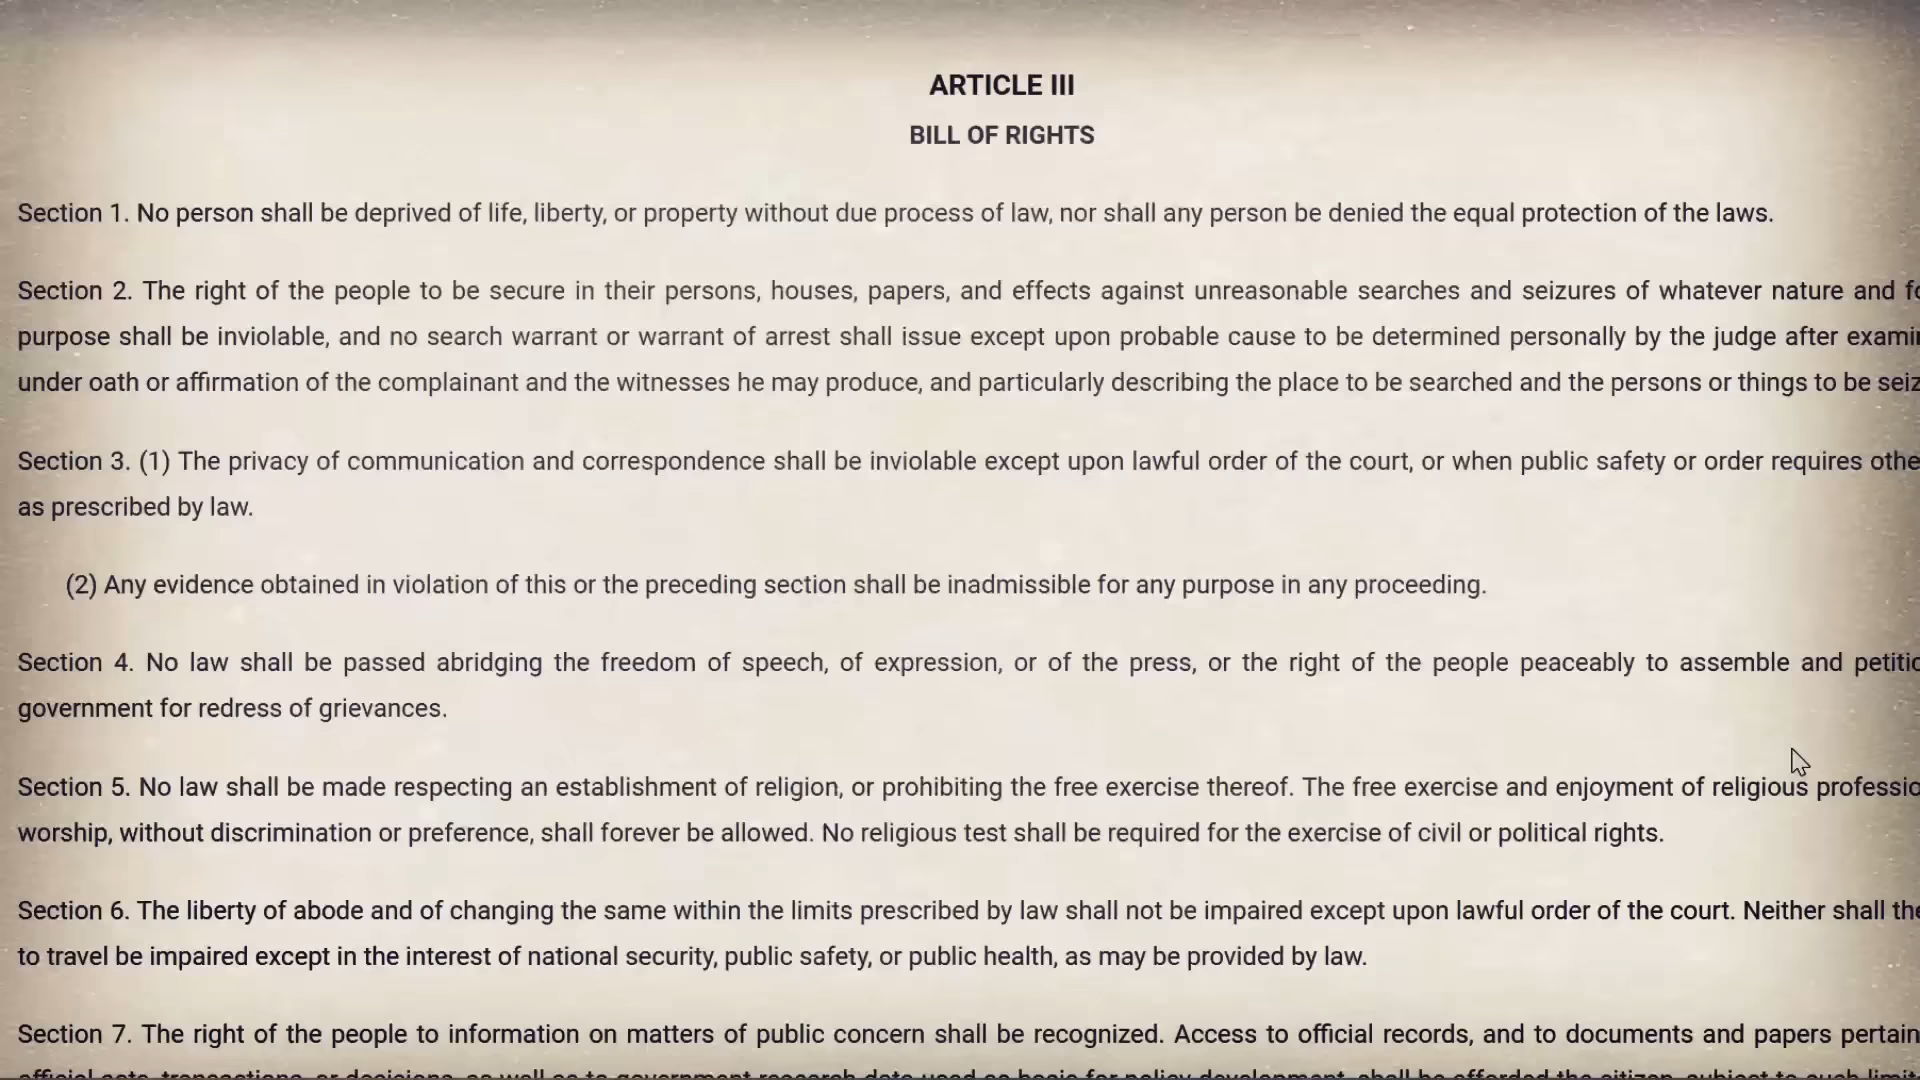 ARTICLE III
BILL OF RIGHTS
Section 1. No person shall be deprived of life, liberty, or property without due process of law, nor shall any person be denied the equal protection of the laws.
Section 2. The right of the people to be secure in their persons, houses, papers, and effects against unreasonable searches and seizures of whatever nature and
purpose shall be inviolable, and no search warrant or warrant of arrest shall issue except upon probable cause to be determined personally by the judge after
under oath or affirmation of the complainant and the witnesses he may produce, and particularly describing the place to be searched and the persons or things to be
Section 3. (1) The privacy of communication and correspondence shall be inviolable except upon lawful order of the court, or when public safety or order requires
as prescribed by law.
(2) Any evidence obtained in violation of this or the preceding section shall be inadmissible for any purpose in any proceeding.
Section 4. No law shall be passed abridging the freedom of speech, of expression, or of the press, or the right of the people peaceably to assemble and
government for redress of grievances.
Section 5. No law shall be made respecting an establishment of religion, or prohibiting the free exercise thereof. The free exercise and enjoyment of religious
worship, without discrimination or preference, shall forever be allowed. No religious test shall be required for the exercise of civil or political rights.
Section 6. The liberty of abode and of changing the same within the limits prescribed by law shall not be impaired except upon lawful order of the court. Neither shall
to travel be impaired except in the interest of national security, public safety, or public health, as may be provided by law.
Section 7. The right of the people to information on matters of public concern shall be recognized. Access to official records, and to documents and papers